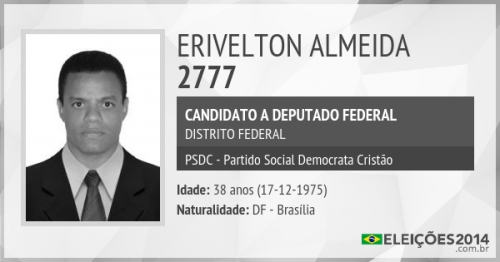 ERIVELTON ALMEIDA
2777
CANDIDATO A DEPUTADO FEDERAL
DISTRITO FEDERAL
PSDC - Partido Social Democrata Cristão
Idade: 38 anos (17-12-1975)
Naturalidade: DF - Brasília
ELEIÇÕES2014
.com.br